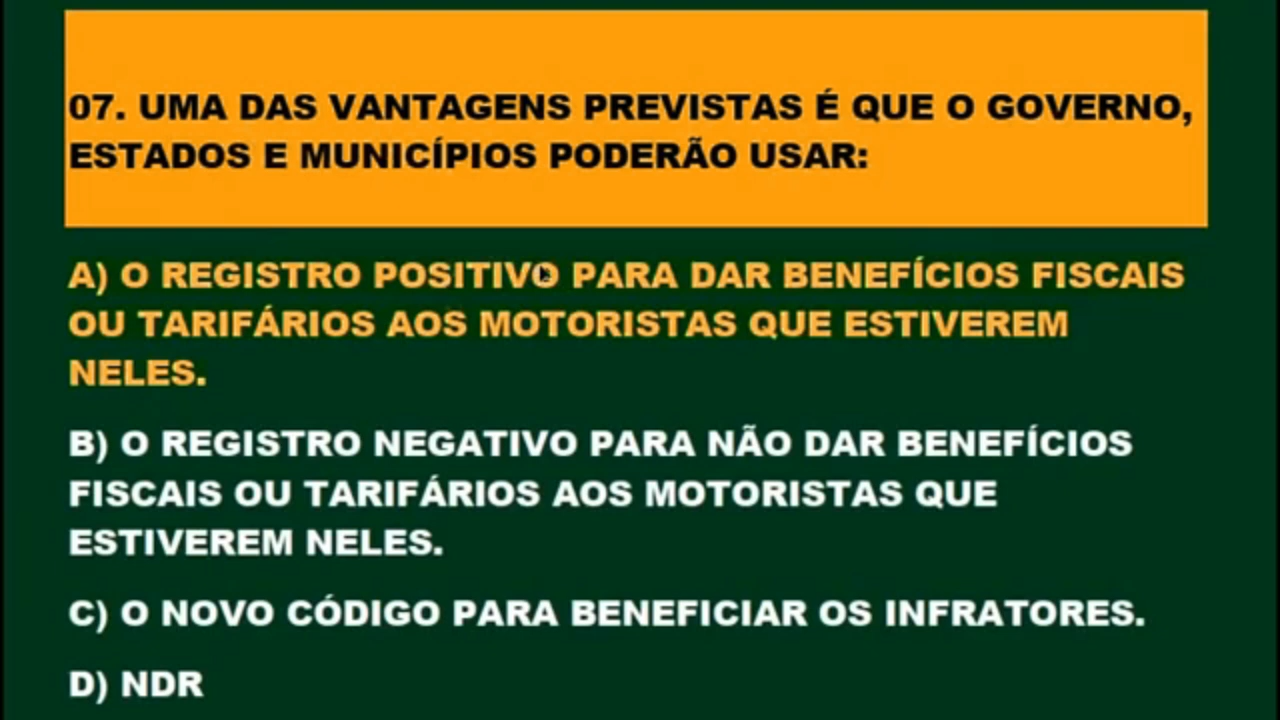 07. UMA DAS VANTAGENS PREVISTAS É QUE O GOVERNO,
ESTADOS E MUNICÍPIOS PODERÃO USAR:
A) O REGISTRO POSITIVO PARA DAR BENEFÍCIOS FISCAIS
OU TARIFÁRIOS AOS MOTORISTAS QUE ESTIVEREM
NELES.
B) O REGISTRO NEGATIVO PARA NÃO DAR BENEFÍCIOS
FISCAIS OU TARIFÁRIOS AOS MOTORISTAS QUE
ESTIVEREM NELES.
C) O NOVO CÓDIGO PARA BENEFICIAR OS INFRATORES.
D) NDR